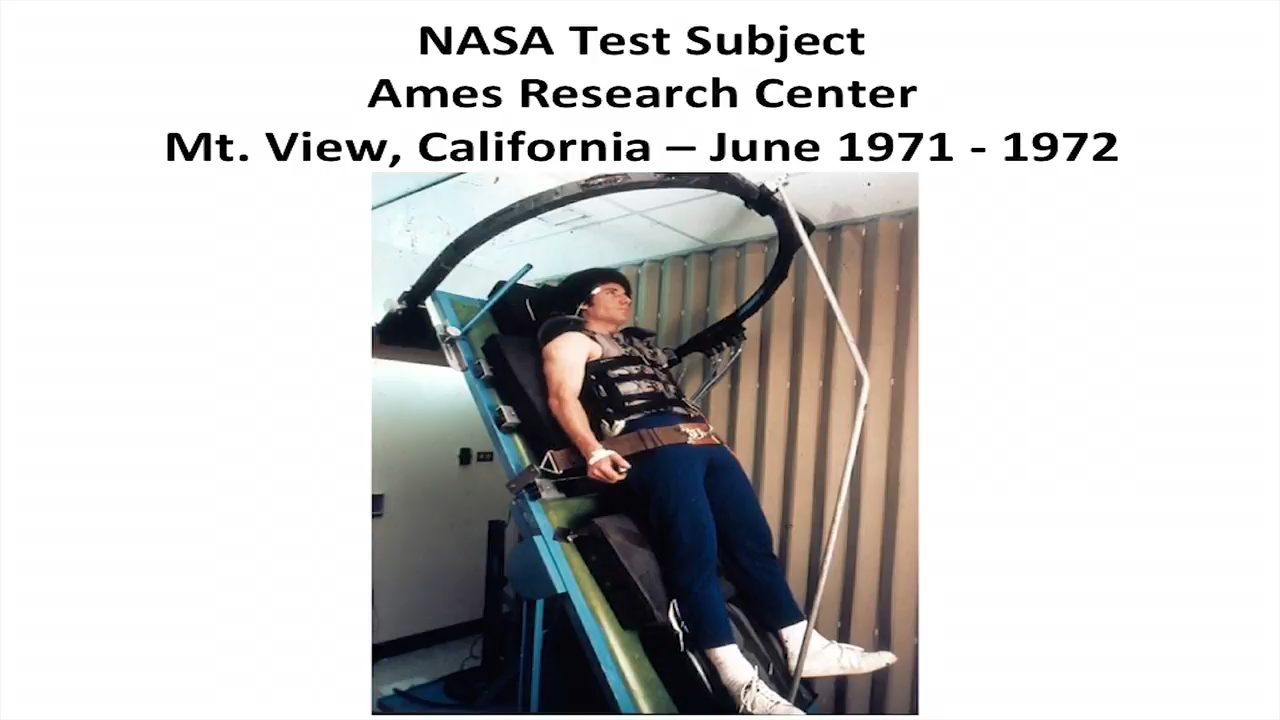 NASA Test Subject
Ames Research Center
Mt. View, California – June 1971 - 1972